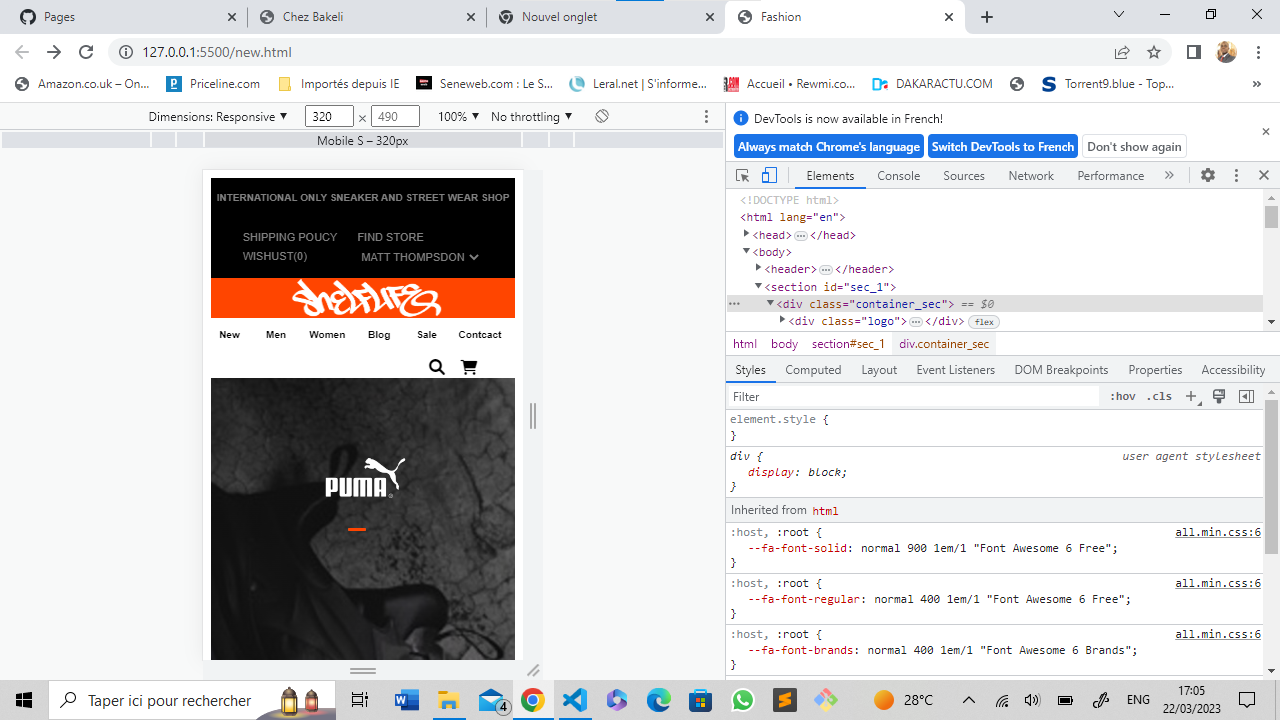 Pages
Chez Bakeli
Nouvel onglet
Fashion
127.0.0.1:5500/new.html
Amazon.co.uk – On...
Priceline.com
Importés depuis IE
Seneweb.com : Le S...
Leral.net | S'informe...
Accueil • Rewmi.co...
DAKARACTU.COM
Torrent9.blue - Top...
»
Dimensions: Responsive ▼ 320 × 490 100% ▼ No throttling ▼
Mobile S – 320px
INTERNATIONAL ONLY SNEAKER AND STREET WEAR SHOP
SHIPPING POUCY FIND STORE
WISHUST(0) MATT THOMPSDON
SHELFLIFE
New Men Women Blog Sale Contcact
PUMA
DevTools is now available in French!
Always match Chrome's language Switch DevTools to French Don't show again
Elements Console Sources Network Performance »
<!DOCTYPE html>
<html lang="en">
<head>…</head>
<body>
<header>…</header>
<section id="sec_1">
<div class="container_sec"> == $0
<div class="logo">…</div> flex
html body section#sec_1 div.container_sec
Styles Computed Layout Event Listeners DOM Breakpoints Properties Accessibility
Filter :hov .cls
element.style {
}
div { user agent stylesheet
display: block;
}
Inherited from html
:host, :root { all.min.css:6
--fa-font-solid: normal 900 1em/1 "Font Awesome 6 Free";
}
:host, :root { all.min.css:6
--fa-font-regular: normal 400 1em/1 "Font Awesome 6 Free";
}
:host, :root { all.min.css:6
--fa-font-brands: normal 400 1em/1 "Font Awesome 6 Brands";
}
Taper ici pour rechercher
4
28°C
ENG
17:05
22/03/2023